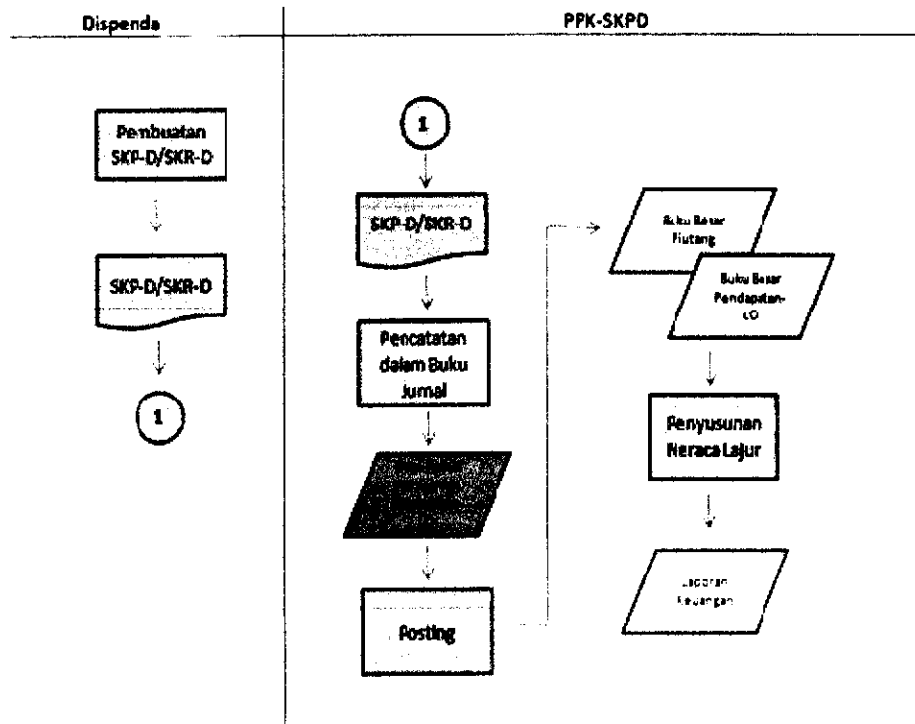 Dispenda
PPK-SKPD
Pembuatan
SKP-D/SKR-D
SKP-D/SKR-D
1
1
SKP-D/SKR-D
Pencatatan
dalam Buku
Jurnal
Posting
Buku Besar
Piutang
Buku Besar
Pendapatan-
LO
Penyusunan
Neraca Lajur
Laporan
Keuangan